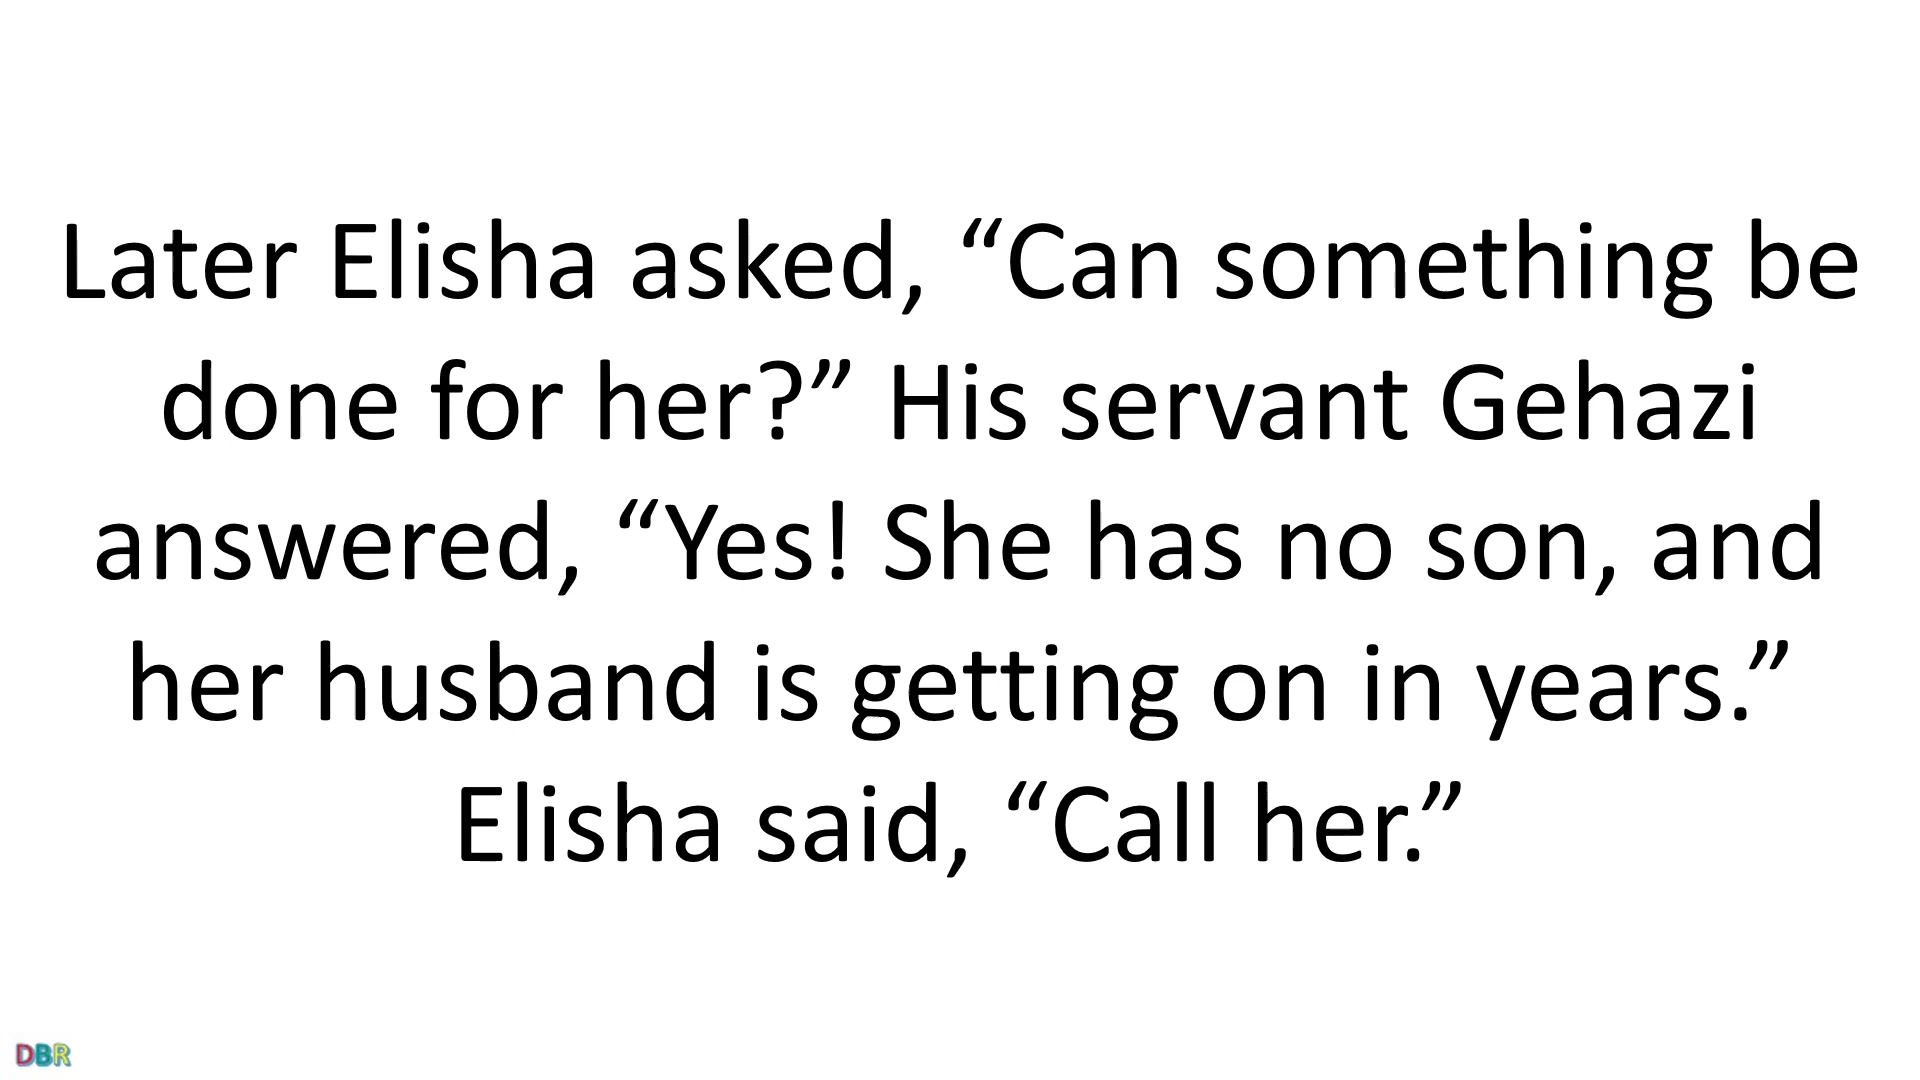 Later Elisha asked, “Can something be
done for her?” His servant Gehazi
answered, “Yes! She has no son, and
her husband is getting on in years.”
Elisha said, “Call her.”
DBR